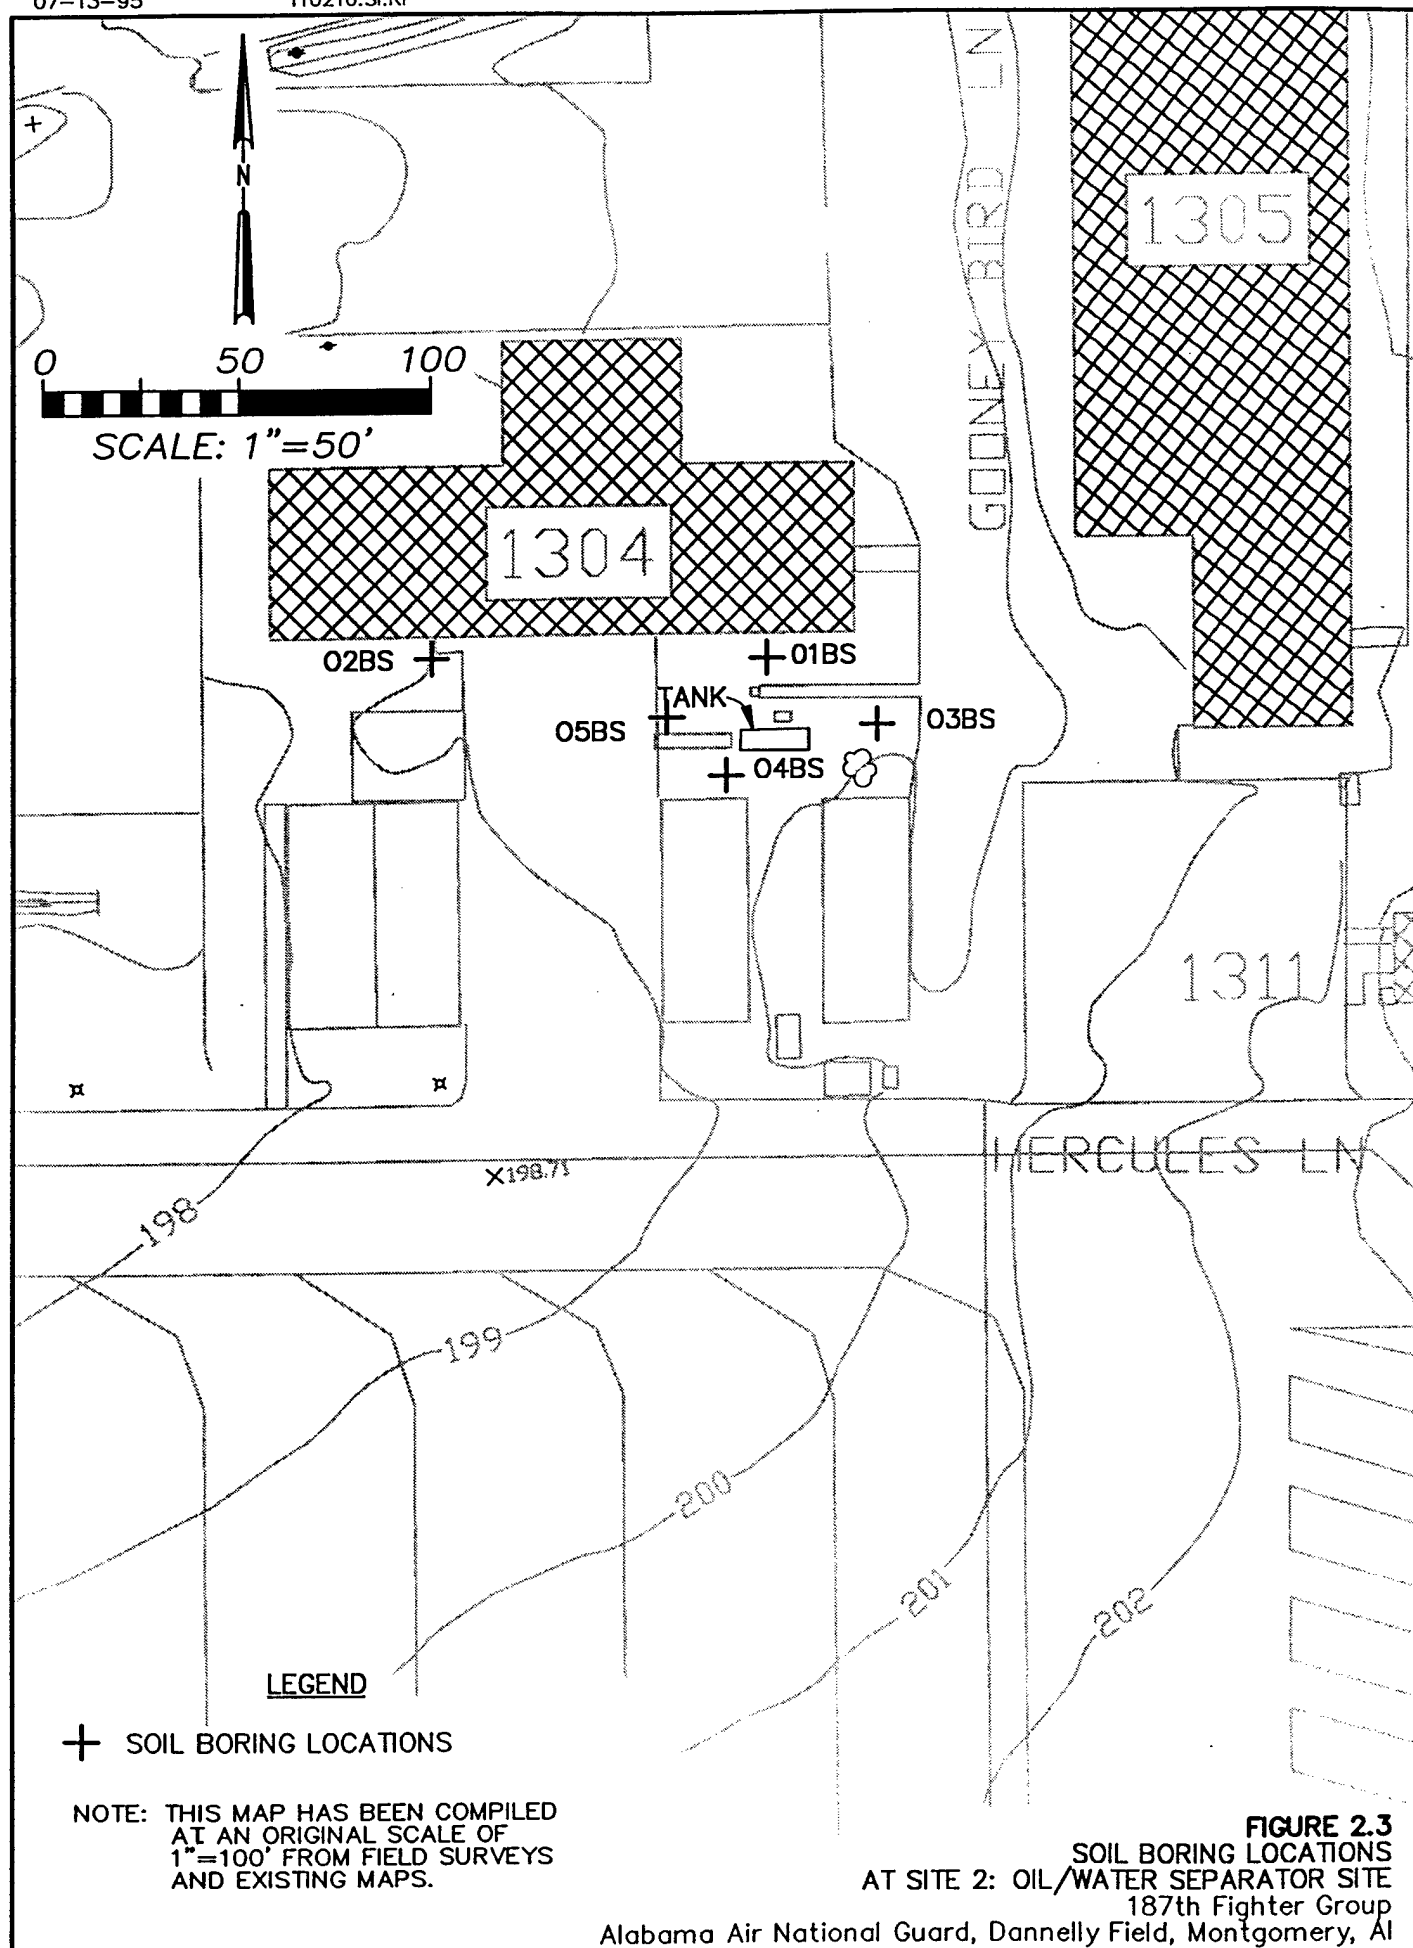 07-13-95
N
GOONEY BIRD LN
1305
0 50 100
SCALE: 1"=50'
1304
02BS
01BS
TANK
05BS
03BS
04BS
1311
HERCULES LN
X198.71
198
199
200
201
202
LEGEND
SOIL BORING LOCATIONS
NOTE: THIS MAP HAS BEEN COMPILED
AT AN ORIGINAL SCALE OF
1"=100' FROM FIELD SURVEYS
AND EXISTING MAPS.
FIGURE 2.3
SOIL BORING LOCATIONS
AT SITE 2: OIL/WATER SEPARATOR SITE
187th Fighter Group
Alabama Air National Guard, Dannelly Field, Montgomery, Al